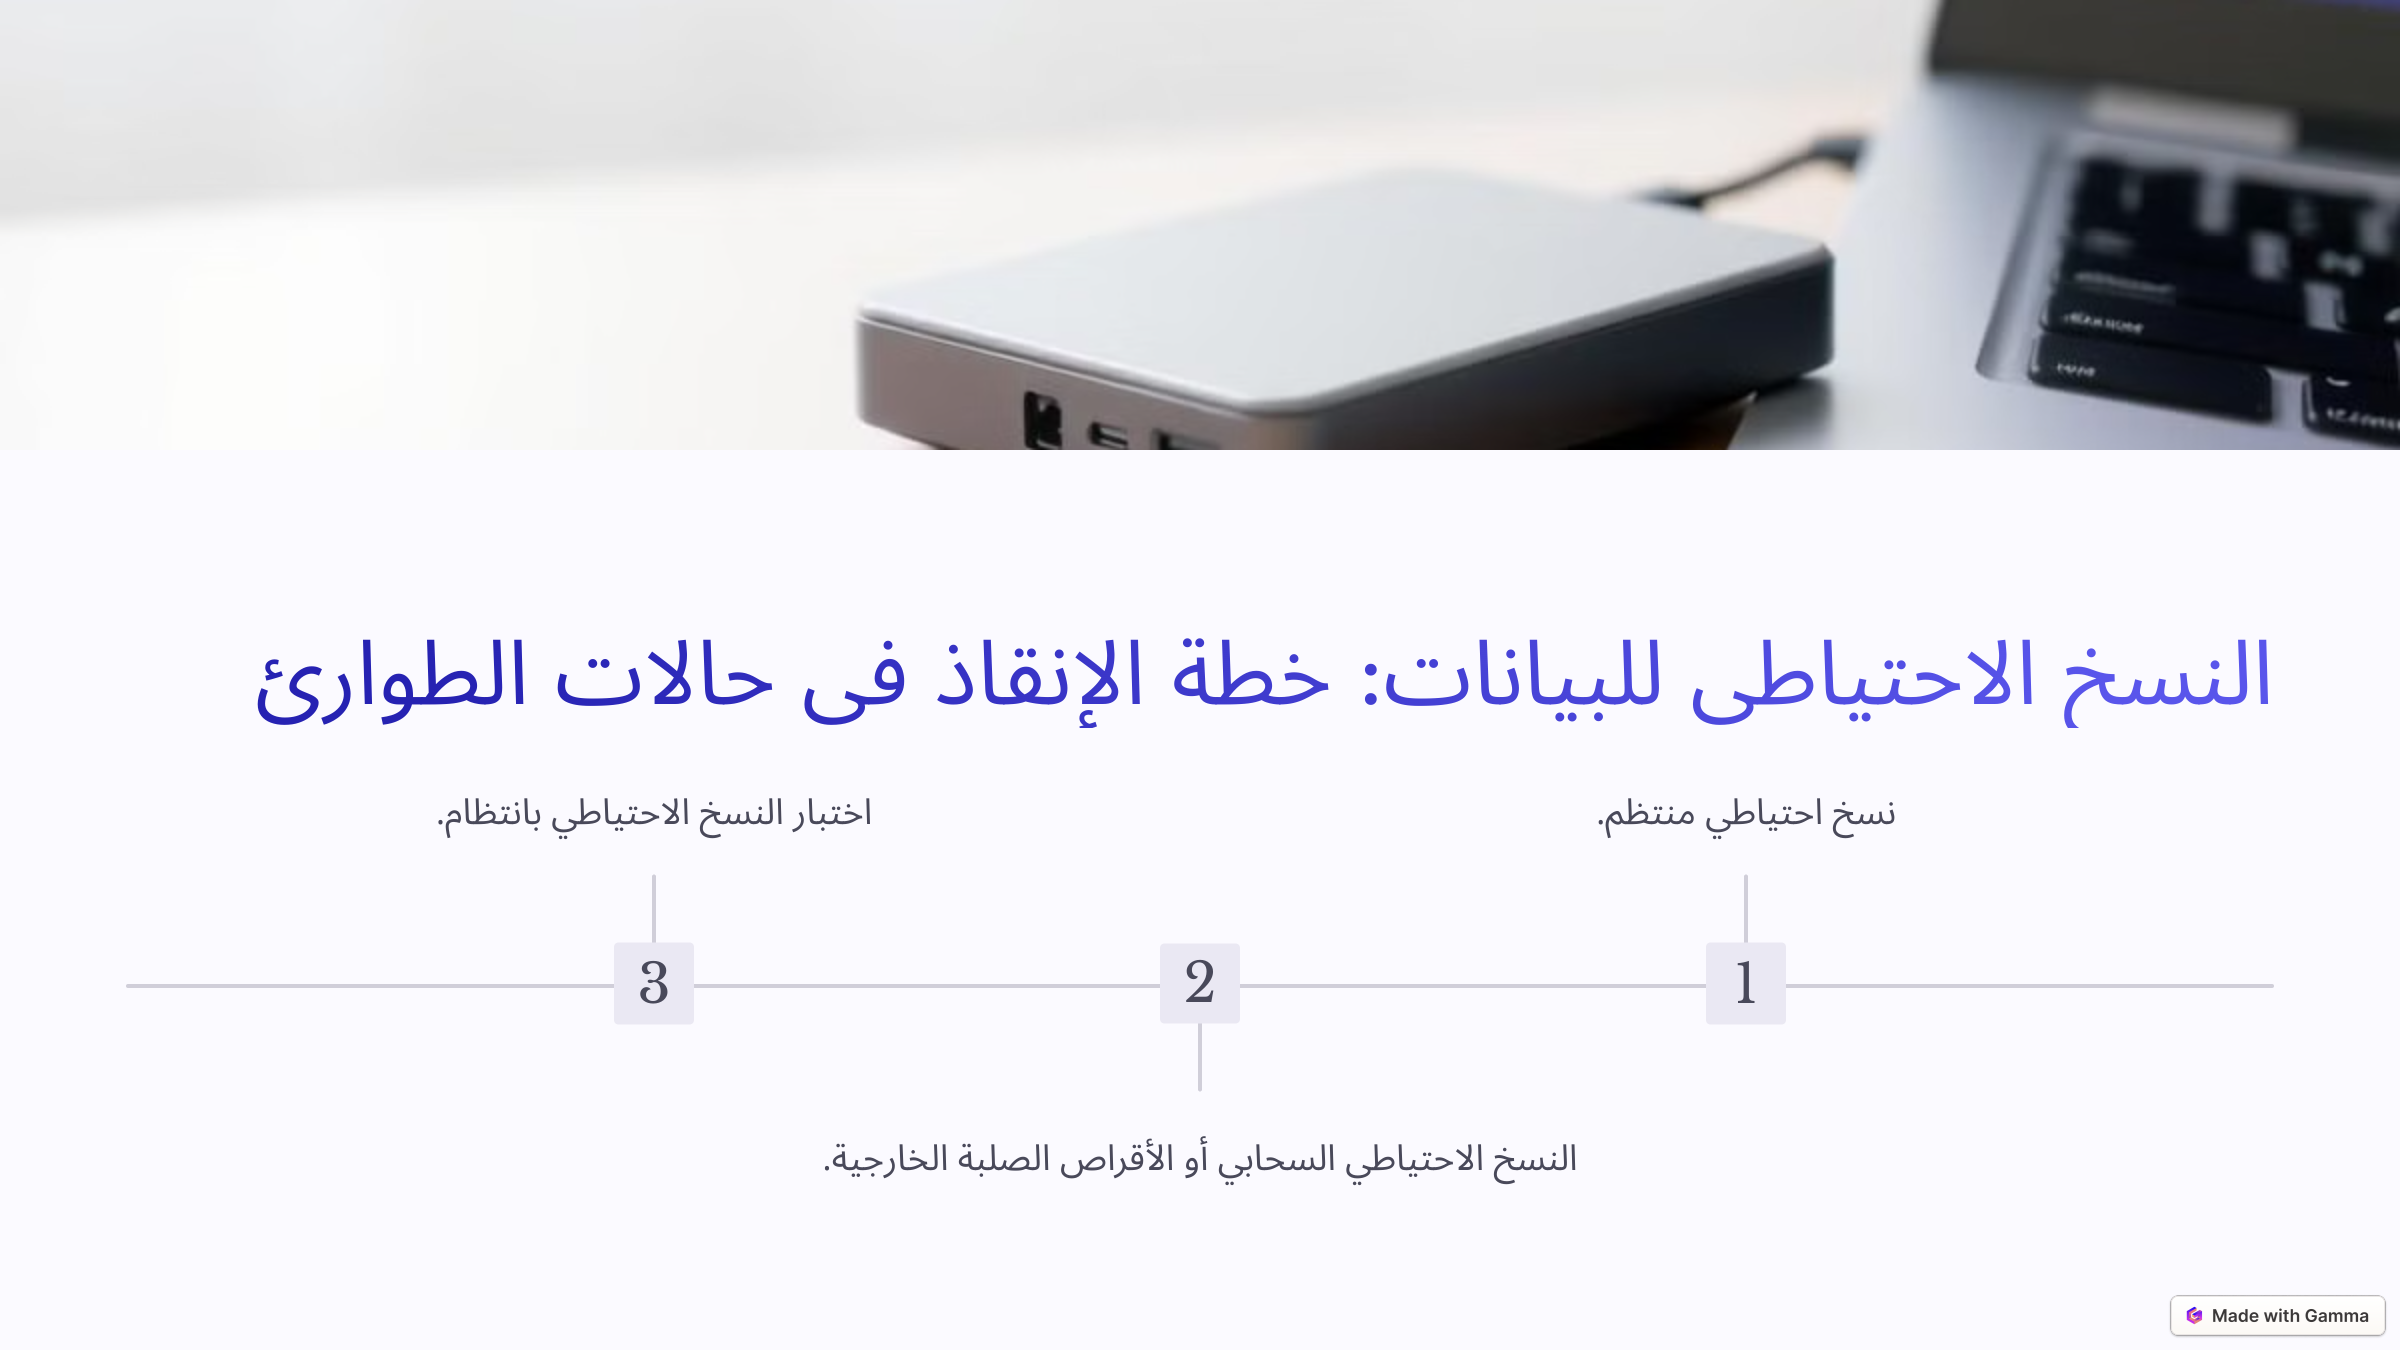 النسخ الاحتياطى للبيانات: خطة الإنقاذ فى حالات الطوارئ
نسخ احتياطي منتظم.
اختبار النسخ الاحتياطي بانتظام.
1
2
3
النسخ الاحتياطي السحابي أو الأقراص الصلبة الخارجية.
Made with Gamma